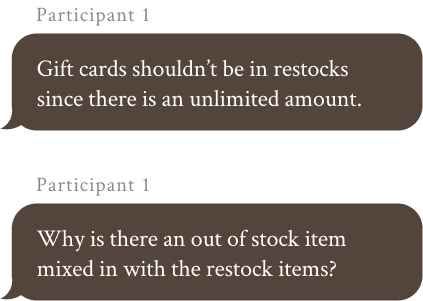 Participant 1
Gift cards shouldn’t be in restocks
since there is an unlimited amount.
Participant 1
Why is there an out of stock item
mixed in with the restock items?